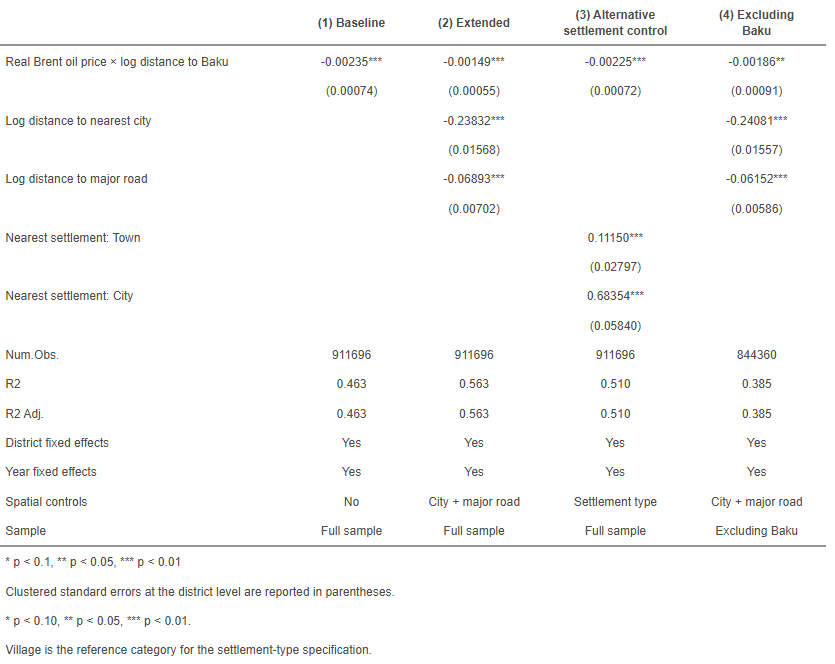 (1) Baseline (2) Extended (3) Alternative settlement control (4) Excluding Baku
Real Brent oil price × log distance to Baku -0.00235*** -0.00149*** -0.00225*** -0.00186**
(0.00074) (0.00055) (0.00072) (0.00091)
Log distance to nearest city -0.23832*** -0.24081***
(0.01568) (0.01557)
Log distance to major road -0.06893*** -0.06152***
(0.00702) (0.00586)
Nearest settlement: Town 0.11150***
(0.02797)
Nearest settlement: City 0.68354***
(0.05840)
Num.Obs. 911696 911696 911696 844360
R2 0.463 0.563 0.510 0.385
R2 Adj. 0.463 0.563 0.510 0.385
District fixed effects Yes Yes Yes Yes
Year fixed effects Yes Yes Yes Yes
Spatial controls No City + major road Settlement type City + major road
Sample Full sample Full sample Full sample Excluding Baku
* p < 0.1, ** p < 0.05, *** p < 0.01
Clustered standard errors at the district level are reported in parentheses.
* p < 0.10, ** p < 0.05, *** p < 0.01.
Village is the reference category for the settlement-type specification.